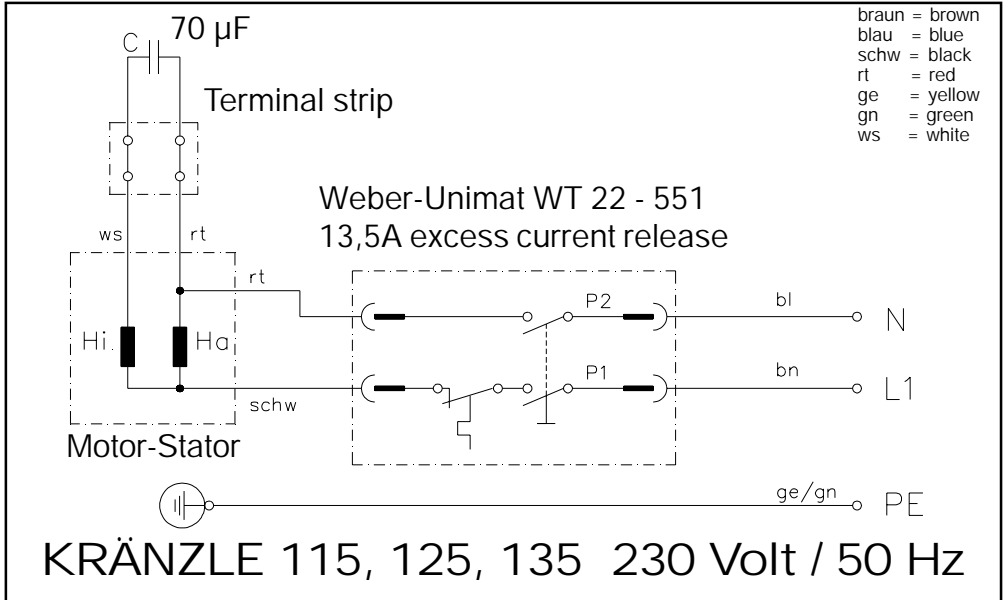 C 70 µF
Terminal strip
braun = brown
blau = blue
schw = black
rt = red
ge = yellow
gn = green
ws = white
Weber-Unimat WT 22 - 551
13,5A excess current release
ws rt
rt
Hi Ha
schw
Motor-Stator
P2 bl N
P1 bn L1
ge/gn PE
KRÄNZLE 115, 125, 135 230 Volt / 50 Hz